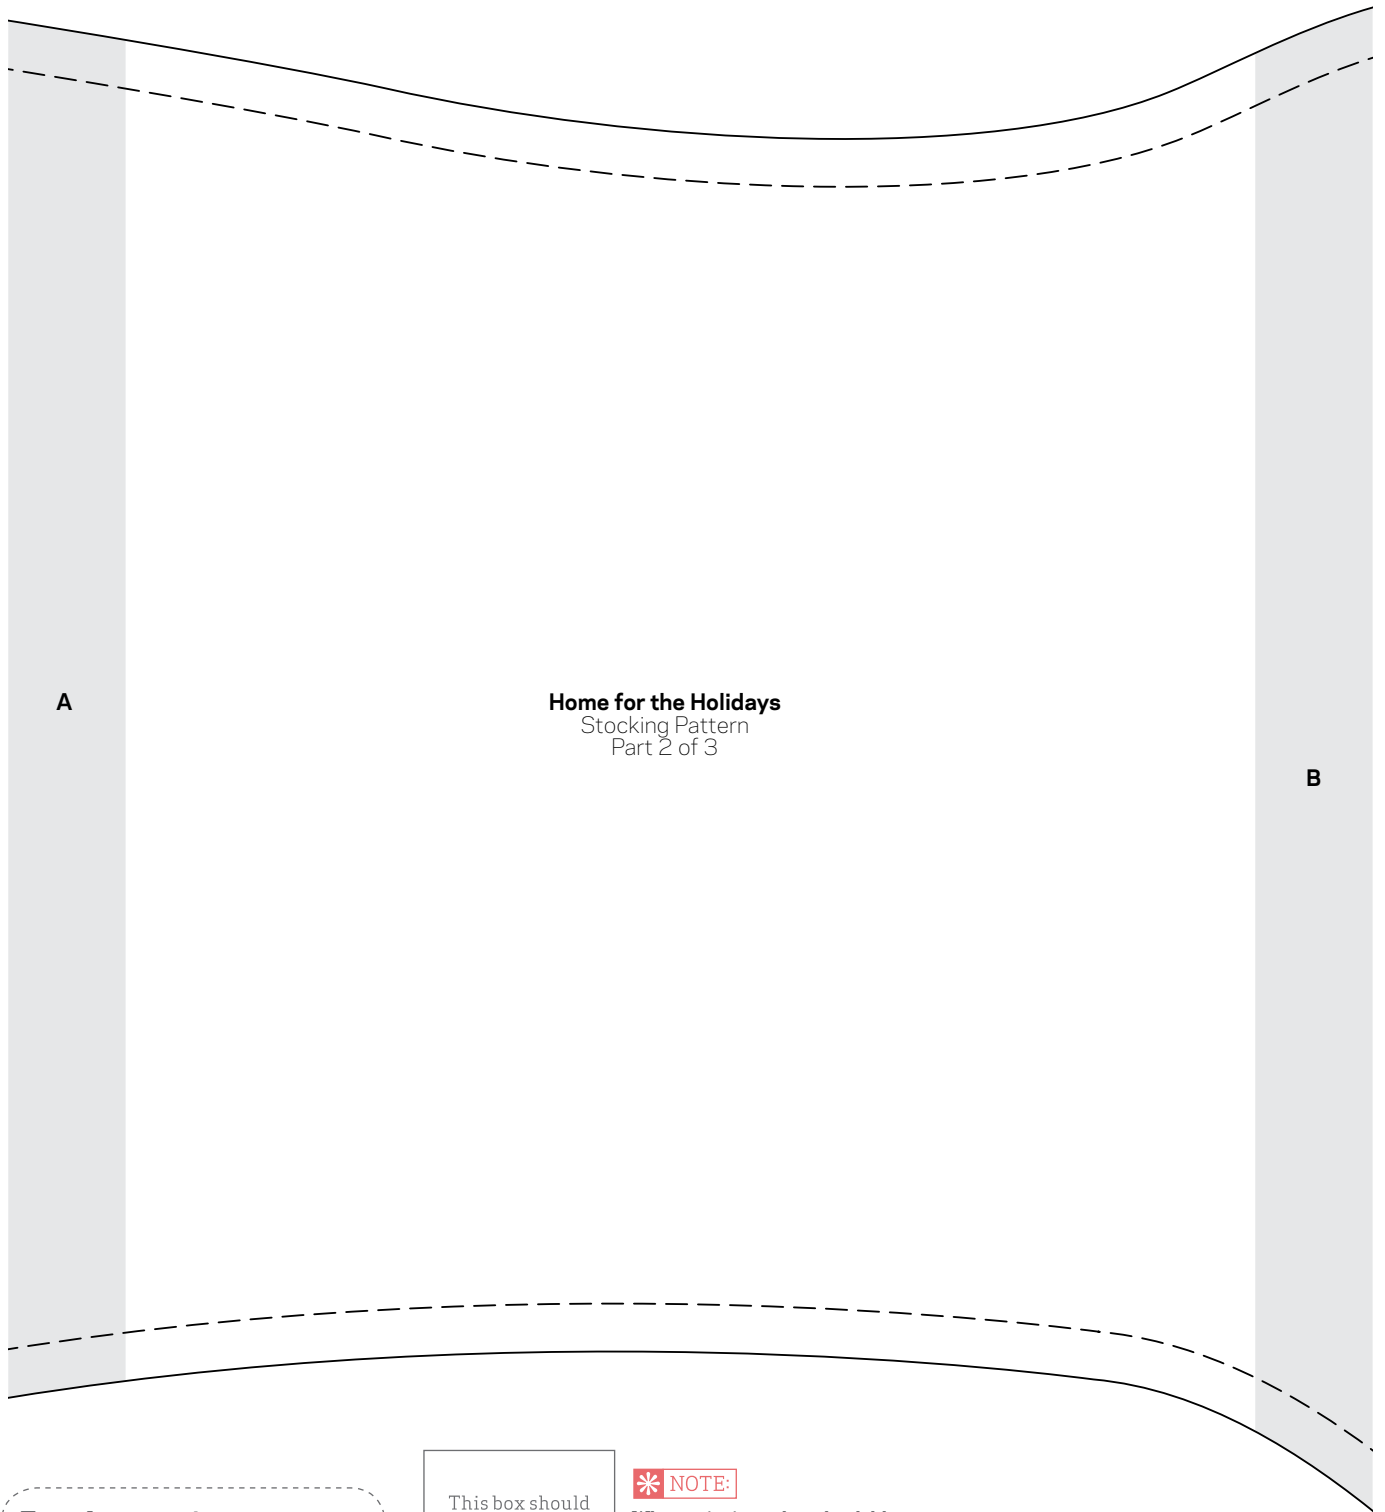 A
Home for the Holidays
Stocking Pattern
Part 2 of 3
B
This box should
NOTE: